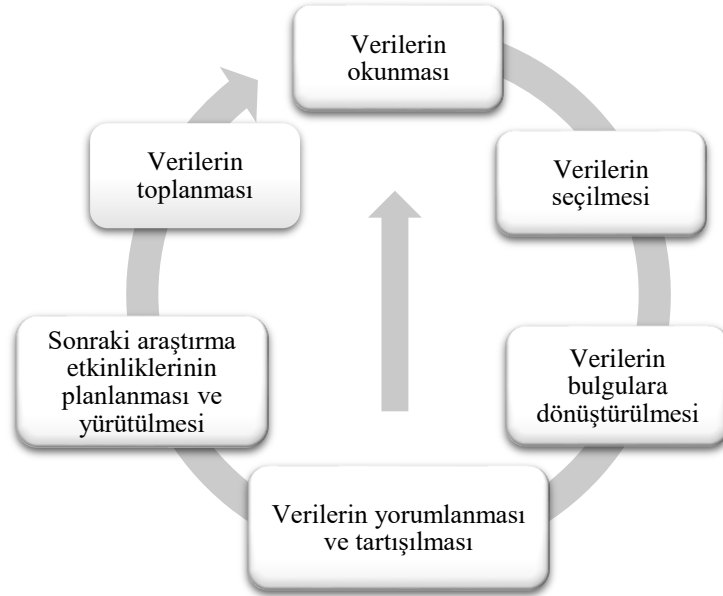 Verilerin
okunması
Verilerin
seçilmesi
Verilerin
bulgulara
dönüştürülmesi
Verilerin yorumlanması
ve tartışılması
Sonraki araştırma
etkinliklerinin
planlanması ve
yürütülmesi
Verilerin
toplanması